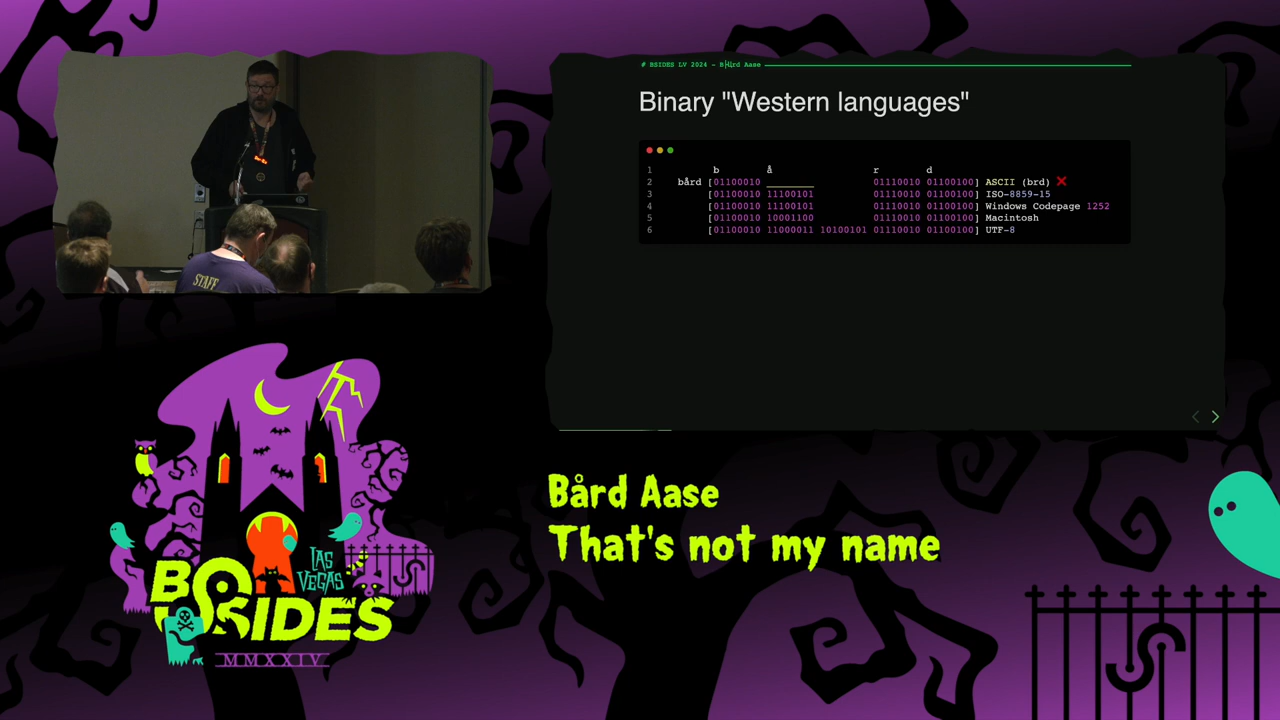 # BSIDES LV 2024 - B├Ñrd Aase
Binary "Western languages"
1 b å r d
2 bård [01100010 ________ 01110010 01100100] ASCII (brd) ❌
3 [01100010 11100101 01110010 01100100] ISO-8859-15
4 [01100010 11100101 01110010 01100100] Windows Codepage 1252
5 [01100010 10001100 01110010 01100100] Macintosh
6 [01100010 11000011 10100101 01110010 01100100] UTF-8
STAFF
Bård Aase
That's not my name
LAS
VEGAS
BSIDES
MMXXIV